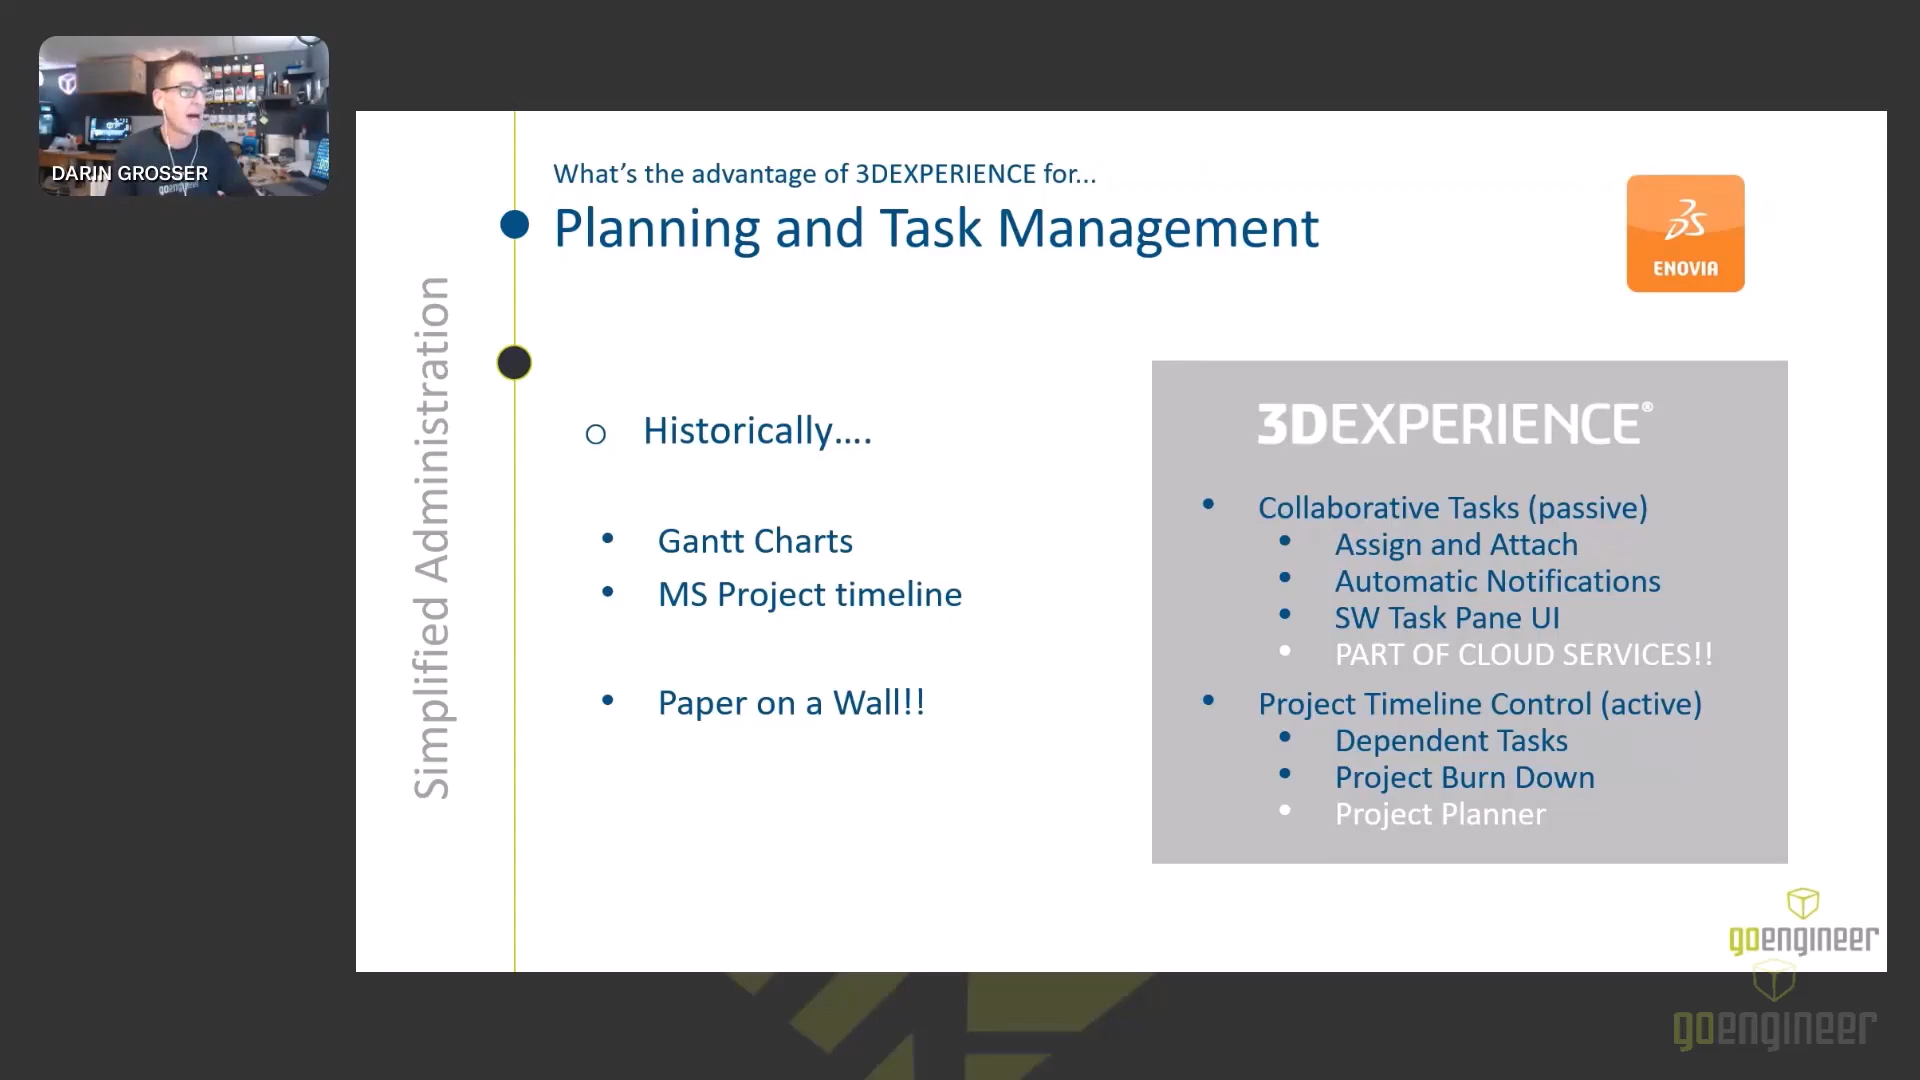 DARIN GROSSER
goengineer
What's the advantage of 3DEXPERIENCE for...
Planning and Task Management
3DS
ENOVIA
Simplified Administration
o Historically....
• Gantt Charts
• MS Project timeline
• Paper on a Wall!!
3DEXPERIENCE®
• Collaborative Tasks (passive)
• Assign and Attach
• Automatic Notifications
• SW Task Pane UI
• PART OF CLOUD SERVICES!!
• Project Timeline Control (active)
• Dependent Tasks
• Project Burn Down
• Project Planner
goengineer
goengineer